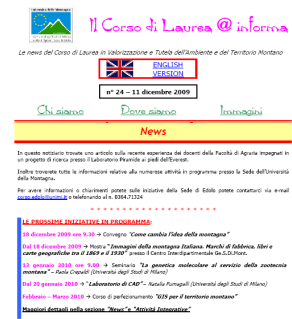 Il Corso di Laurea @ informa
Le news del Corso di Laurea in Valorizzazione e Tutela dell'Ambiente e del Territorio Montano
ENGLISH
VERSION
n° 24 – 11 dicembre 2009
Chi siamo Dove siamo Immagini
News
In questo notiziario trovate uno articolo sulla recente esperienza dei docenti della Facoltà di Agraria impegnati in
un progetto di ricerca presso il Laboratorio Piramide ai piedi dell'Everest.
Inoltre troverete tutte le informazioni relative alla numerose attività in programma presso la Sede dell'Università
della Montagna.
Per avere informazioni o chiarimenti potete sulle iniziative della Sede di Edolo potete contattarci via e-mail
corso.edolo@unimi.it o telefonando al n. 0364.71324
* * * * * * * * * * * * * * * * * * * *
LE PROSSIME INIZIATIVE IN PROGRAMMA:
18 dicembre 2009 ore 9.30 → Convegno "Come cambia l'idea della montagna"
Dal 18 dicembre 2009 → Mostra "Immagini della montagna Italiana. Marchi di fabbrica. libri e
carte geografiche tra il 1869 e il 1930" presso il Centro Interdipartimentale Ge.S.Di.Mont.
13 gennaio 2010 ore 9.00 → Seminario "La genetica molecolare al servizio dello zootecnia
montana" – Paola Crepaldi (Università degli Studi di Milano)
Dal 20 gennaio 2010 → "Laboratorio di CAD" – Natalia Fumagalli (Università degli Studi di Milano)
Febbraio – Marzo 2010 → Corso di perfezionamento "GIS per il territorio montano"
Maggiori dettagli nella sezione "News" e "Attività Integrative"